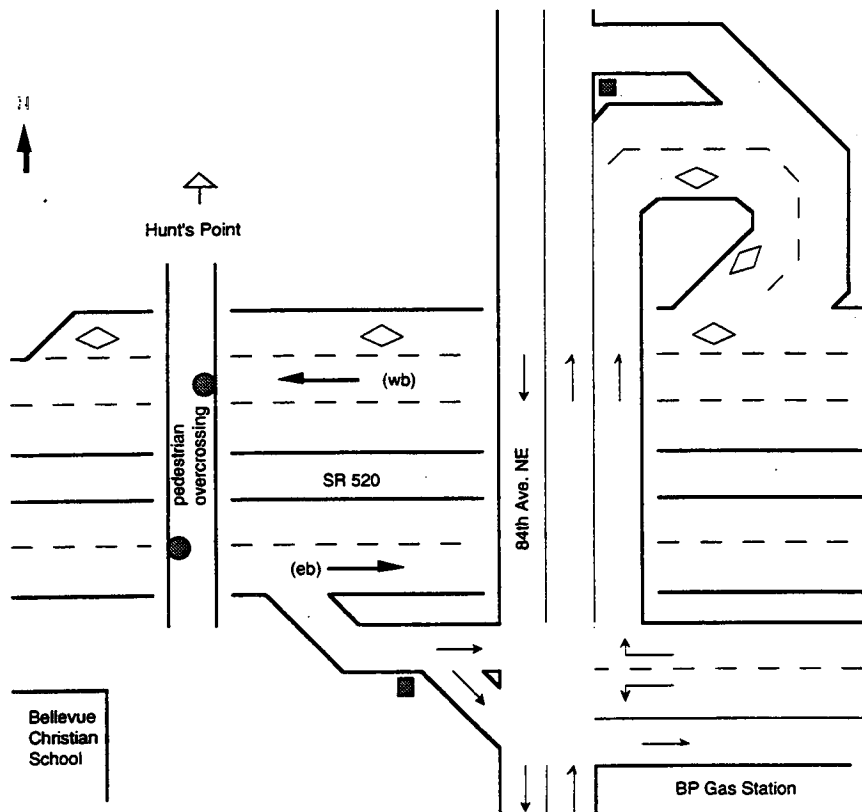 N
Hunt's Point
(wb)
pedestrian
overcrossing
SR 520
84th Ave. NE
(eb)
Bellevue
Christian
School
BP Gas Station